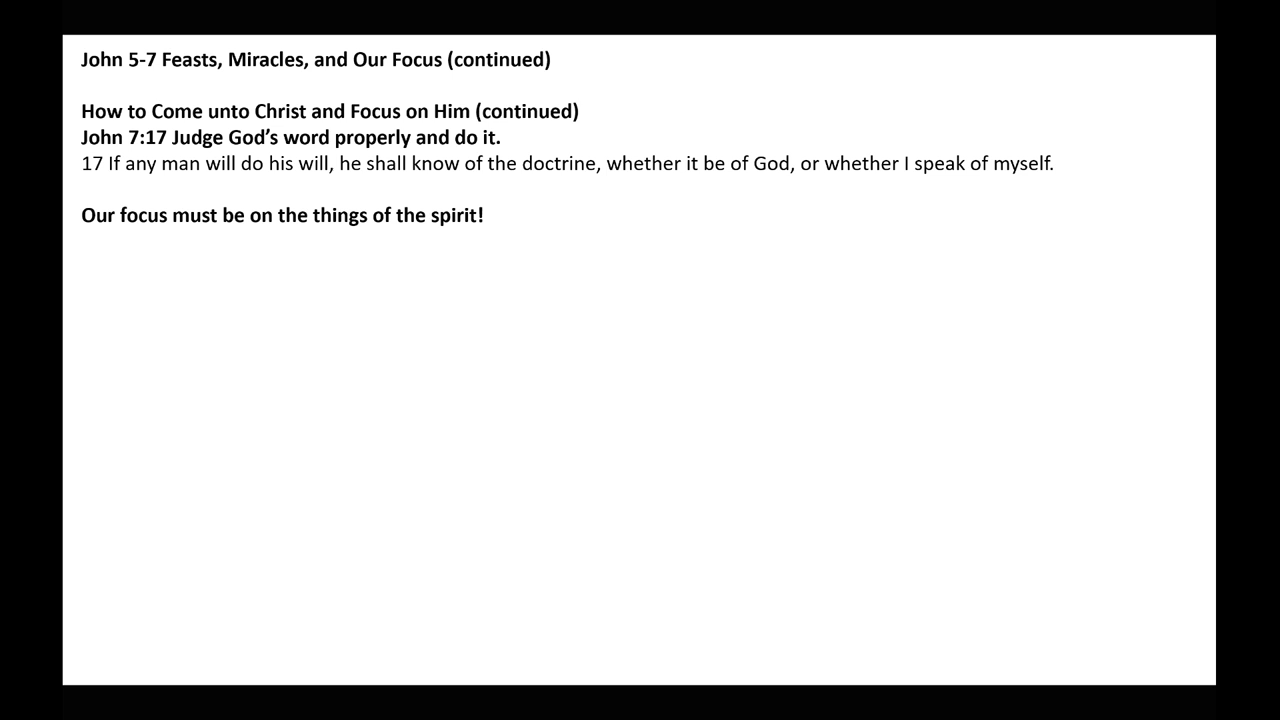 John 5-7 Feasts, Miracles, and Our Focus (continued)
How to Come unto Christ and Focus on Him (continued)
John 7:17 Judge God’s word properly and do it.
17 If any man will do his will, he shall know of the doctrine, whether it be of God, or whether I speak of myself.
Our focus must be on the things of the spirit!